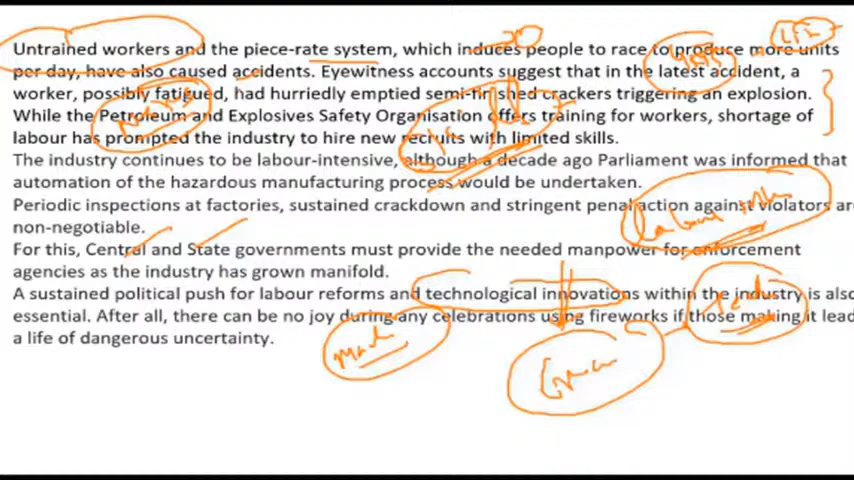 Untrained workers and the piece-rate system, which induces people to race to produce more units
per day, have also caused accidents. Eyewitness accounts suggest that in the latest accident, a
worker, possibly fatigued, had hurriedly emptied semi-finished crackers triggering an explosion.
While the Petroleum and Explosives Safety Organisation offers training for workers, shortage of
labour has prompted the industry to hire new recruits with limited skills.
The industry continues to be labour-intensive, although a decade ago Parliament was informed that
automation of the hazardous manufacturing process would be undertaken.
Periodic inspections at factories, sustained crackdown and stringent penal action against violators are
non-negotiable.
For this, Central and State governments must provide the needed manpower for enforcement
agencies as the industry has grown manifold.
A sustained political push for labour reforms and technological innovations within the industry is also
essential. After all, there can be no joy during any celebrations using fireworks if those making it lead
a life of dangerous uncertainty.